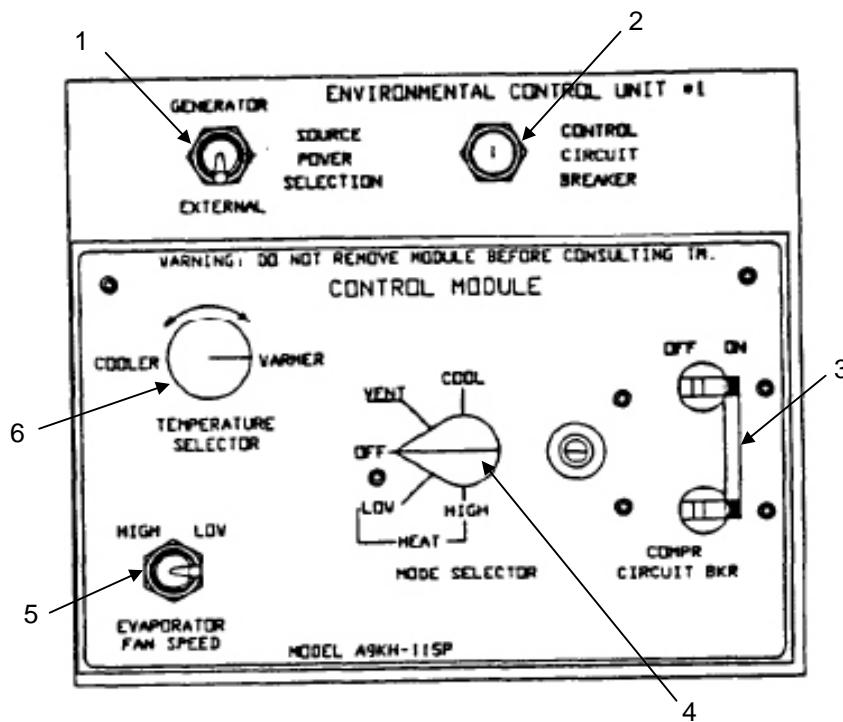 1
2
ENVIRONMENTAL CONTROL UNIT #1
GENERATOR
SOURCE
POWER
SELECTION
EXTERNAL
1
CONTROL
CIRCUIT
BREAKER
WARNING: DO NOT REMOVE MODULE BEFORE CONSULTING TM.
CONTROL MODULE
COOLER
WARMER
TEMPERATURE
SELECTOR
6
VENT
COOL
OFF
LOW
HIGH
HEAT
MODE SELECTOR
OFF ON
3
COMPR
CIRCUIT BKR
HIGH LOW
5
EVAPORATOR
FAN SPEED
MODEL A9KH-115P
4